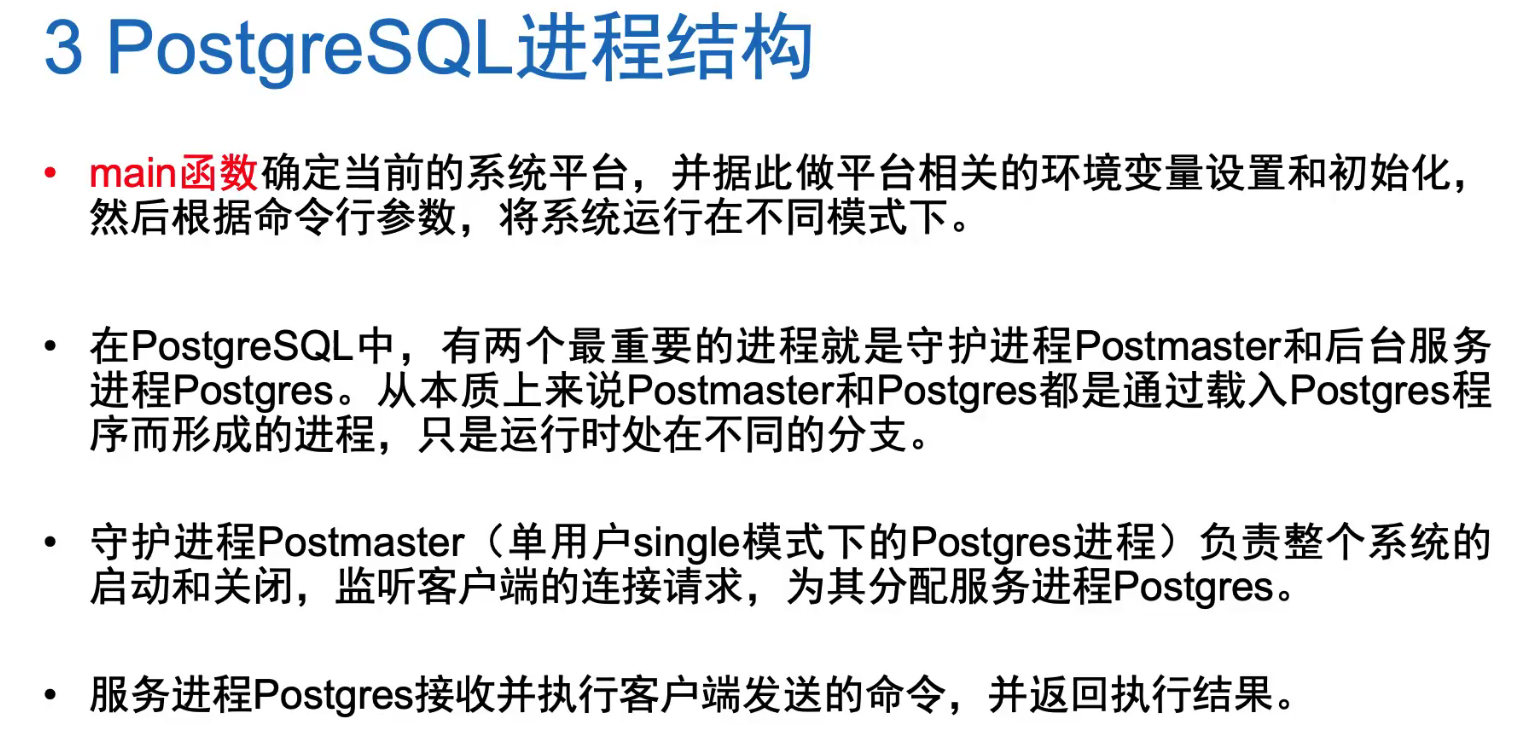 3 PostgreSQL进程结构
• main函数确定当前的系统平台，并据此做平台相关的环境变量设置和初始化，
然后根据命令行参数，将系统运行在不同模式下。
• 在PostgreSQL中，有两个最重要的进程就是守护进程Postmaster和后台服务
进程Postgres。从本质上来说Postmaster和Postgres都是通过载入Postgres程
序而形成的进程，只是运行时处在不同的分支。
• 守护进程Postmaster（单用户single模式下的Postgres进程）负责整个系统的
启动和关闭，监听客户端的连接请求，为其分配服务进程Postgres。
• 服务进程Postgres接收并执行客户端发送的命令，并返回执行结果。